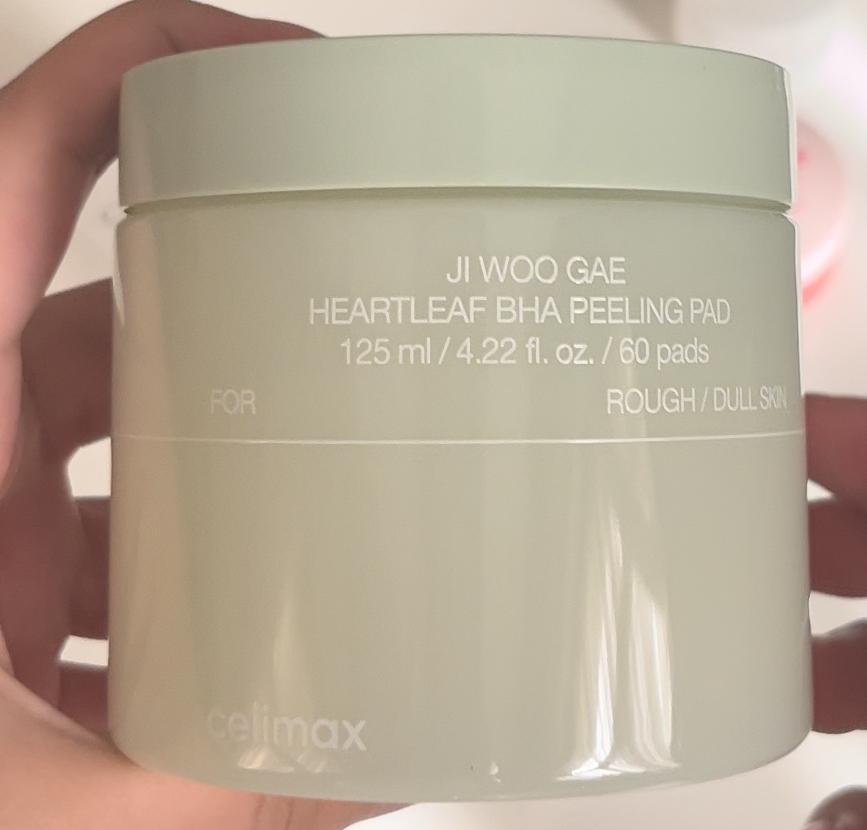 JI WOO GAE
HEARTLEAF BHA PEELING PAD
125 ml / 4.22 fl. oz. / 60 pads
FOR ROUGH / DULL SKIN
celimax